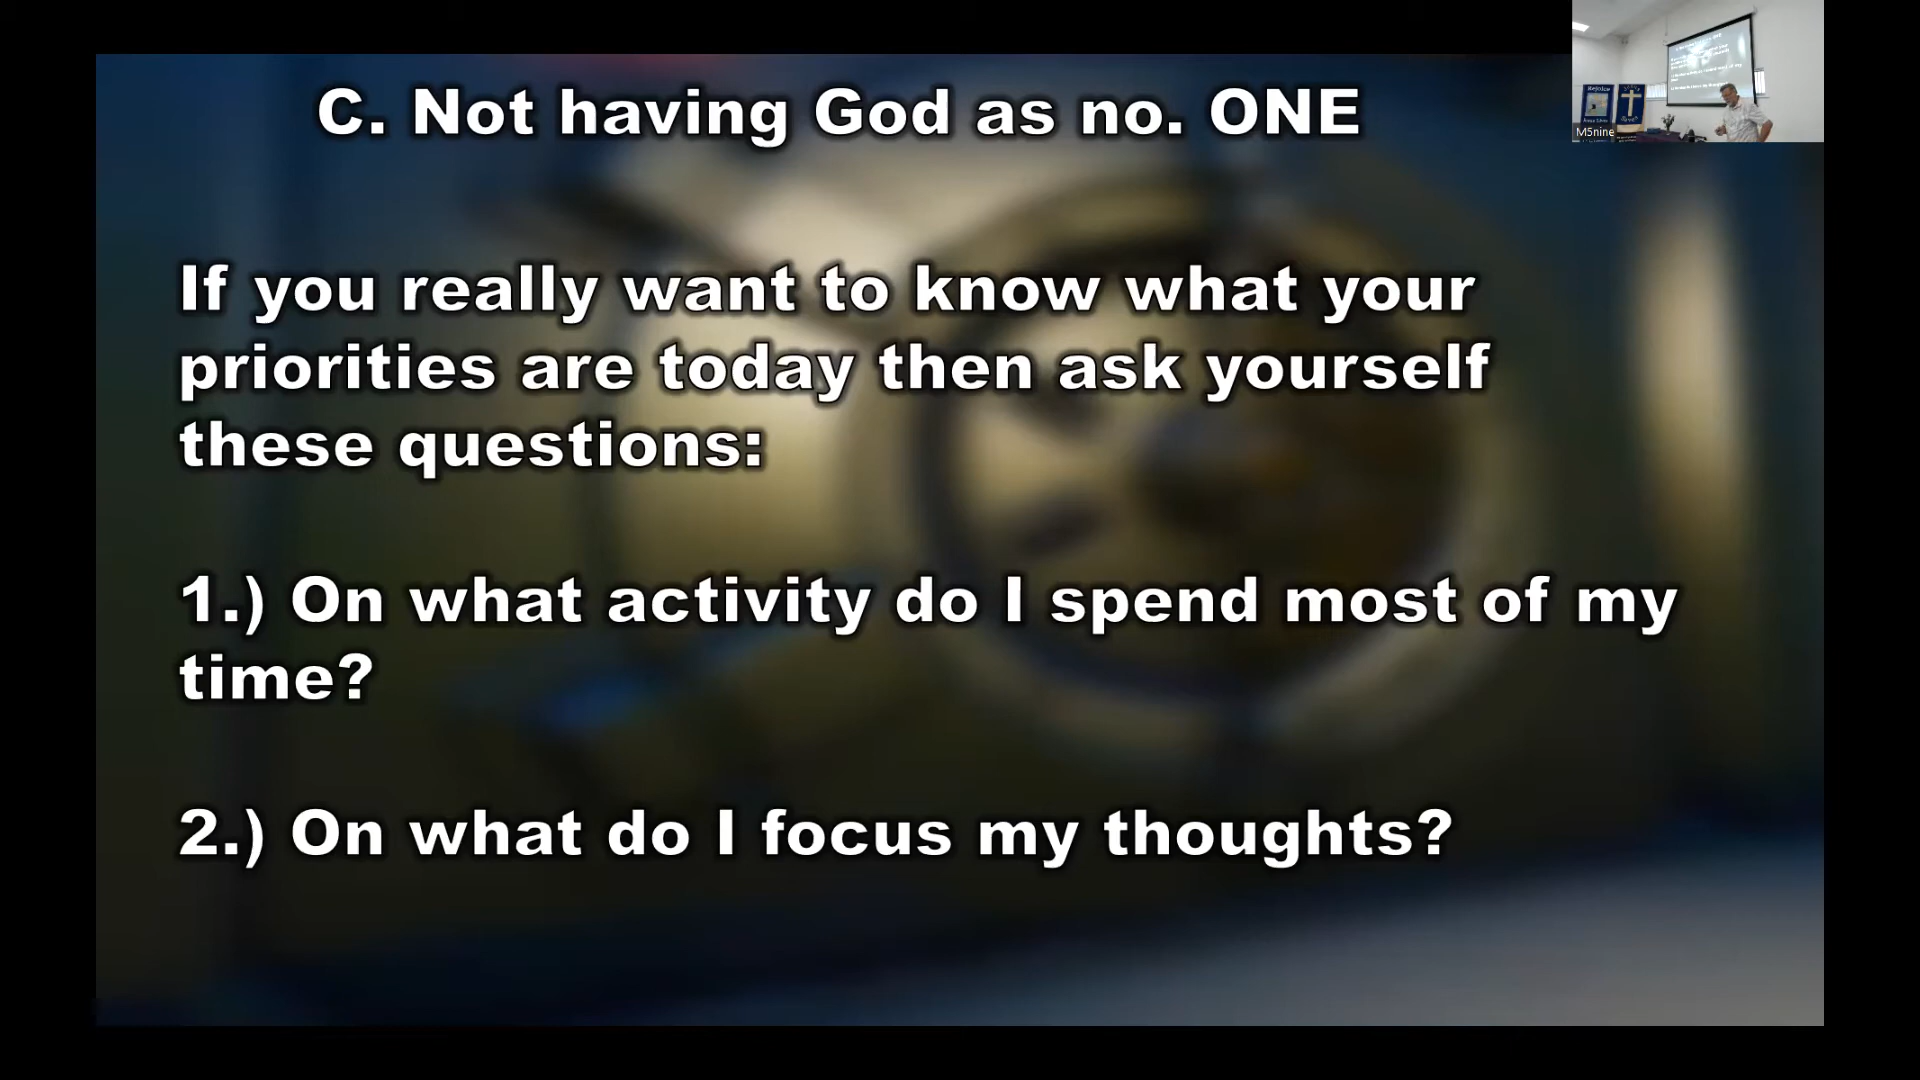 C. Not having God as no. ONE
If you really want to know what your
priorities are today then ask yourself
these questions:
1.) On what activity do I spend most of my
time?
2.) On what do I focus my thoughts?
Rejoice
M5nine